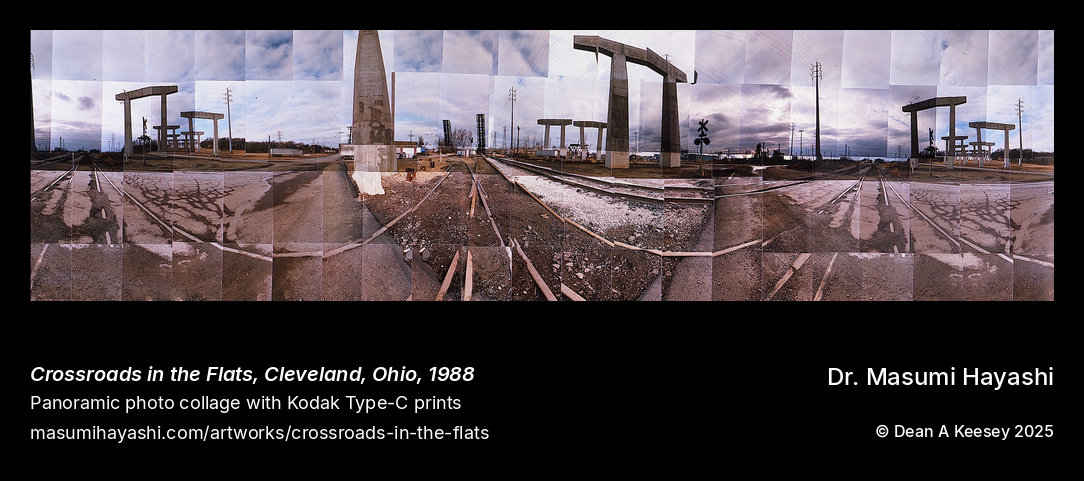 Crossroads in the Flats, Cleveland, Ohio, 1988
Panoramic photo collage with Kodak Type-C prints
masumihayashi.com/artworks/crossroads-in-the-flats
Dr. Masumi Hayashi
© Dean A Keesey 2025